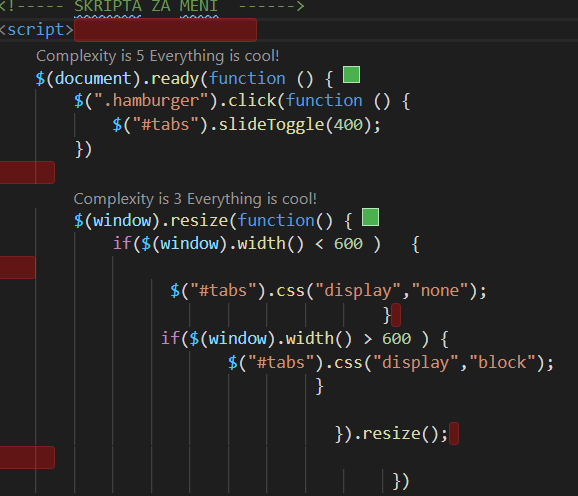 <!----- SKRIPTA ZA MENI  ------>
<script>
Complexity is 5 Everything is cool!
$(document).ready(function () {
$(".hamburger").click(function () {
$("#tabs").slideToggle(400);
})
Complexity is 3 Everything is cool!
$(window).resize(function() {
if($(window).width() < 600 )   {
$("#tabs").css("display","none");
}
if($(window).width() > 600 ) {
$("#tabs").css("display","block");
}
}).resize();
})